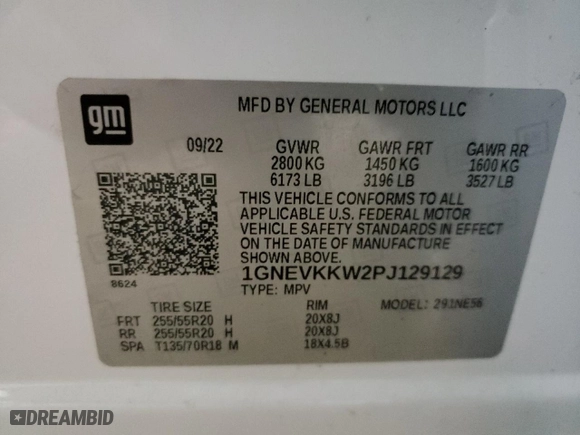 gm
MFD BY GENERAL MOTORS LLC
09/22 GVWR GAWR FRT GAWR RR
2800 KG 1450 KG 1600 KG
6173 LB 3196 LB 3527 LB
THIS VEHICLE CONFORMS TO ALL
APPLICABLE U.S. FEDERAL MOTOR
VEHICLE SAFETY STANDARDS IN EFFECT
ON THE DATE OF MANUFACTURE
SHOWN ABOVE.
8624 1GNEVKKW2PJ129129
TYPE: MPV
TIRE SIZE RIM MODEL: 291NE56
FRT 255/55R20 H 20X8J
RR 255/55R20 H 20X8J
SPA T135/70R18 M 18X4.5B
DREAMBID